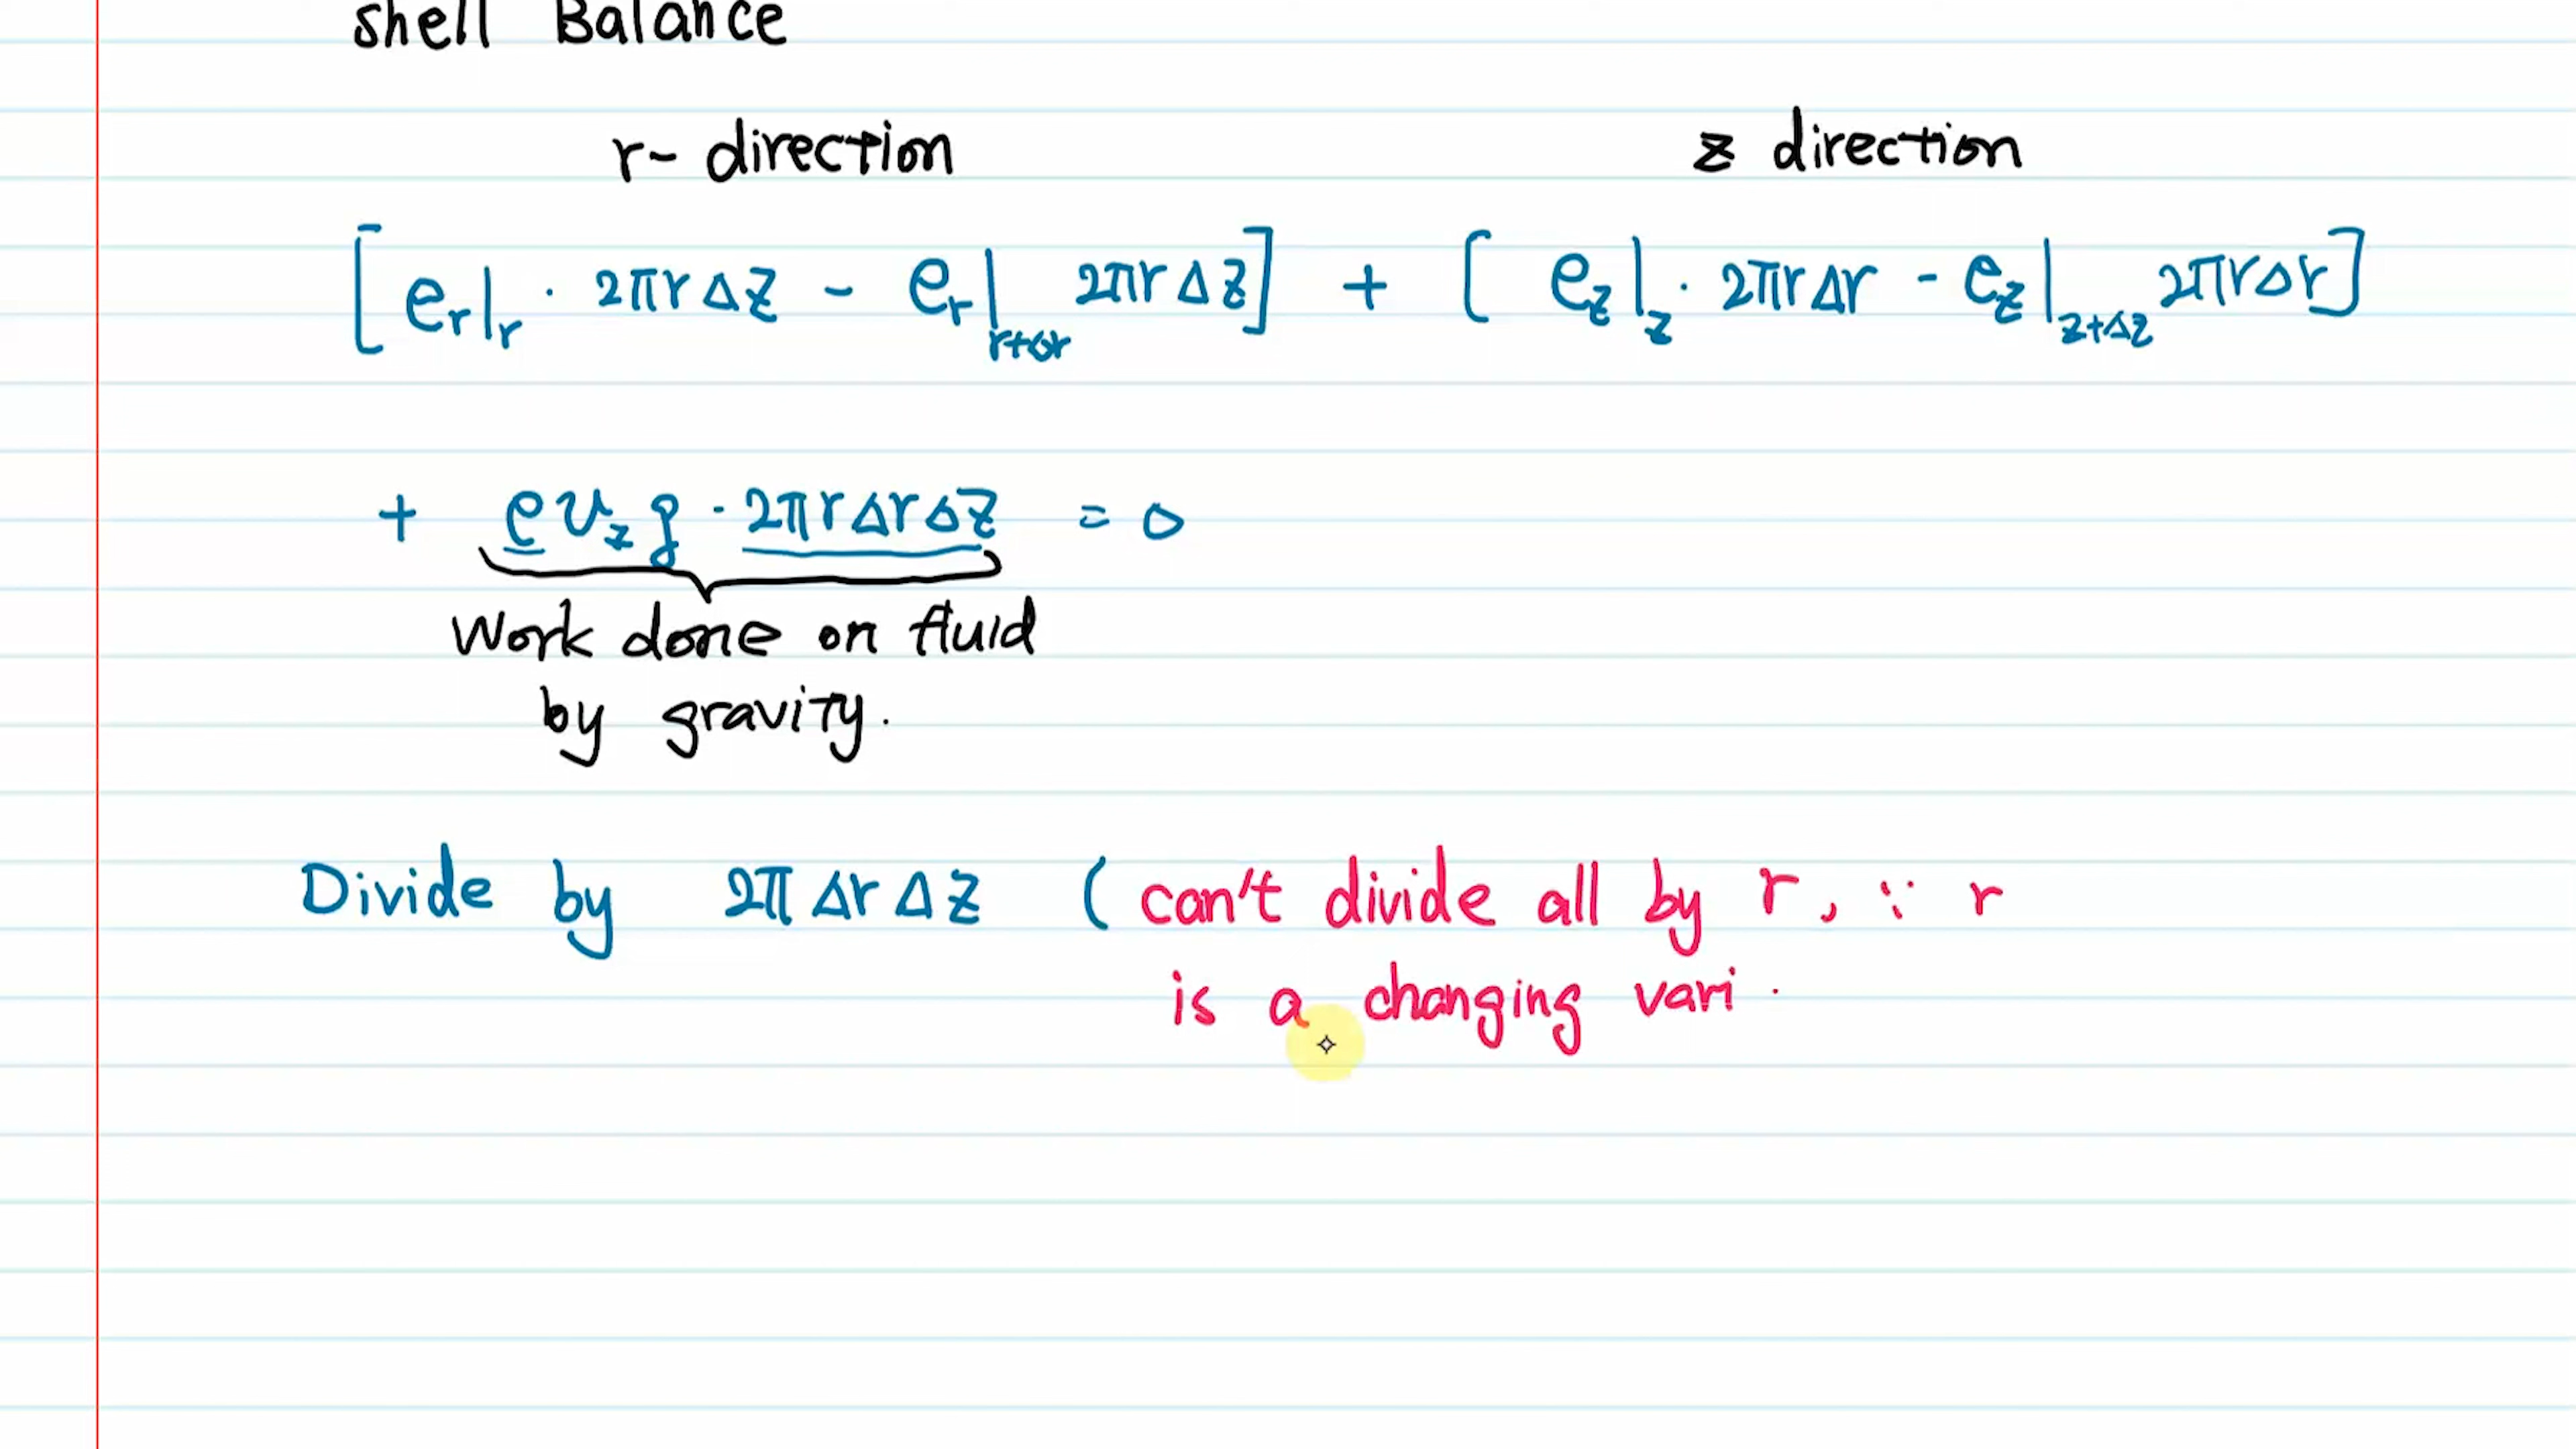 shell Balance
r- direction z direction
[ e_r|_r · 2πrΔz - e_r|_{r+Δr} 2πrΔz ] + [ e_z|_z · 2πrΔr - e_z|_{z+Δz} 2πrΔr ]
+ ρ v_z g · 2πrΔrΔz = 0
Work done on fluid
by gravity.
Divide by 2πΔrΔz ( can't divide all by r, ∵ r
is a changing vari.